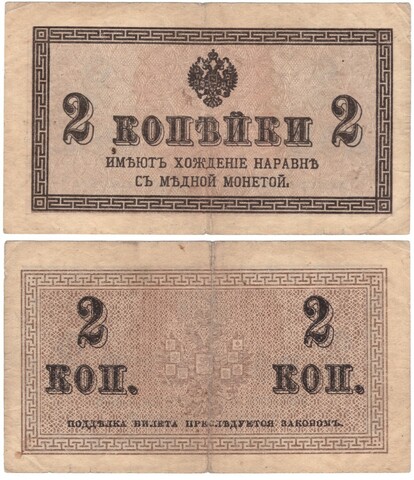 2 КОПѢЙКИ 2
ИМѢЮТЪ ХОЖДЕНІЕ НАРАВНѢ
СЪ МѢДНОЙ МОНЕТОЙ.
2 2
КОП. КОП.
ПОДДѢЛКА БИЛЕТА ПРЕСЛѢДУЕТСЯ ЗАКОНОМЪ.